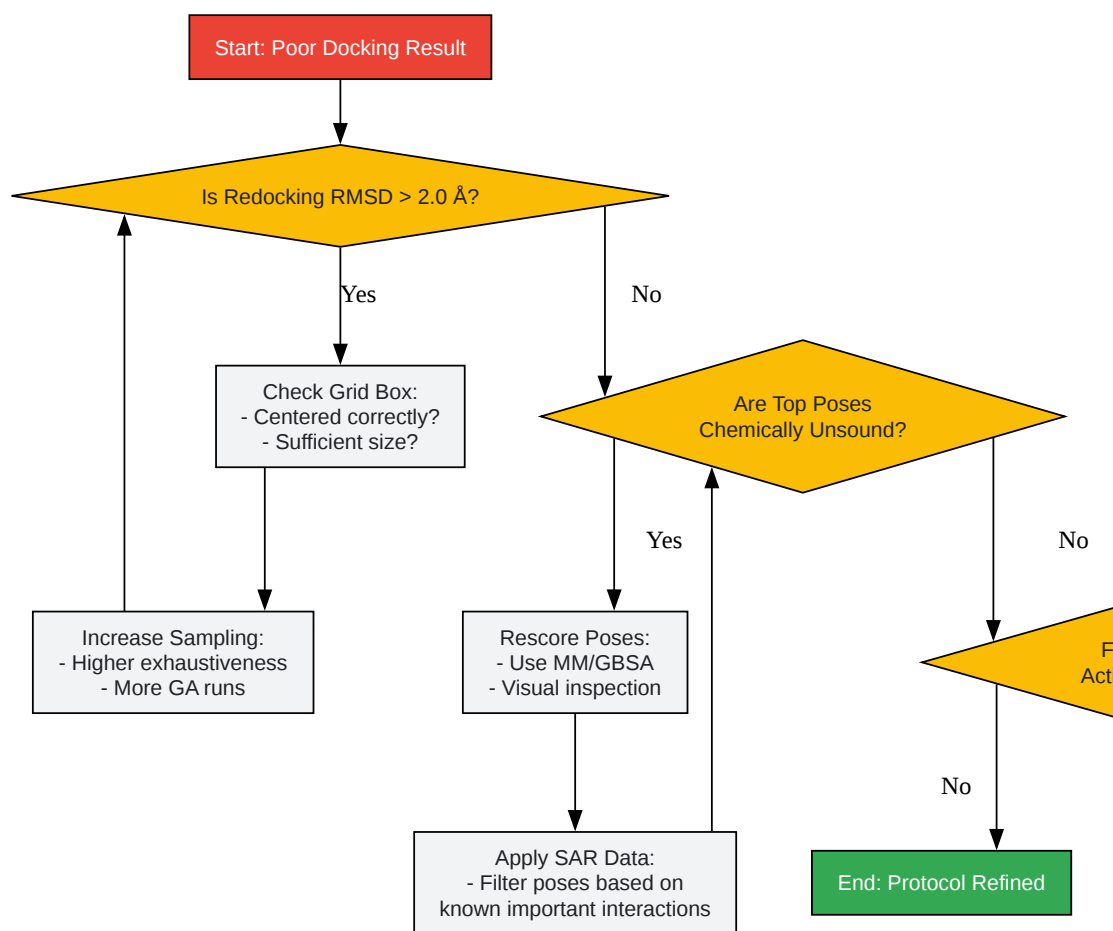 Start: Poor Docking Result
Is Redocking RMSD > 2.0 Å?
Yes
No
Check Grid Box:
- Centered correctly?
- Sufficient size?
Are Top Poses
Chemically Unsound?
Yes
No
Increase Sampling:
- Higher exhaustiveness
- More GA runs
Rescore Poses:
- Use MM/GBSA
- Visual inspection
No
Apply SAR Data:
- Filter poses based on
known important interactions
End: Protocol Refined